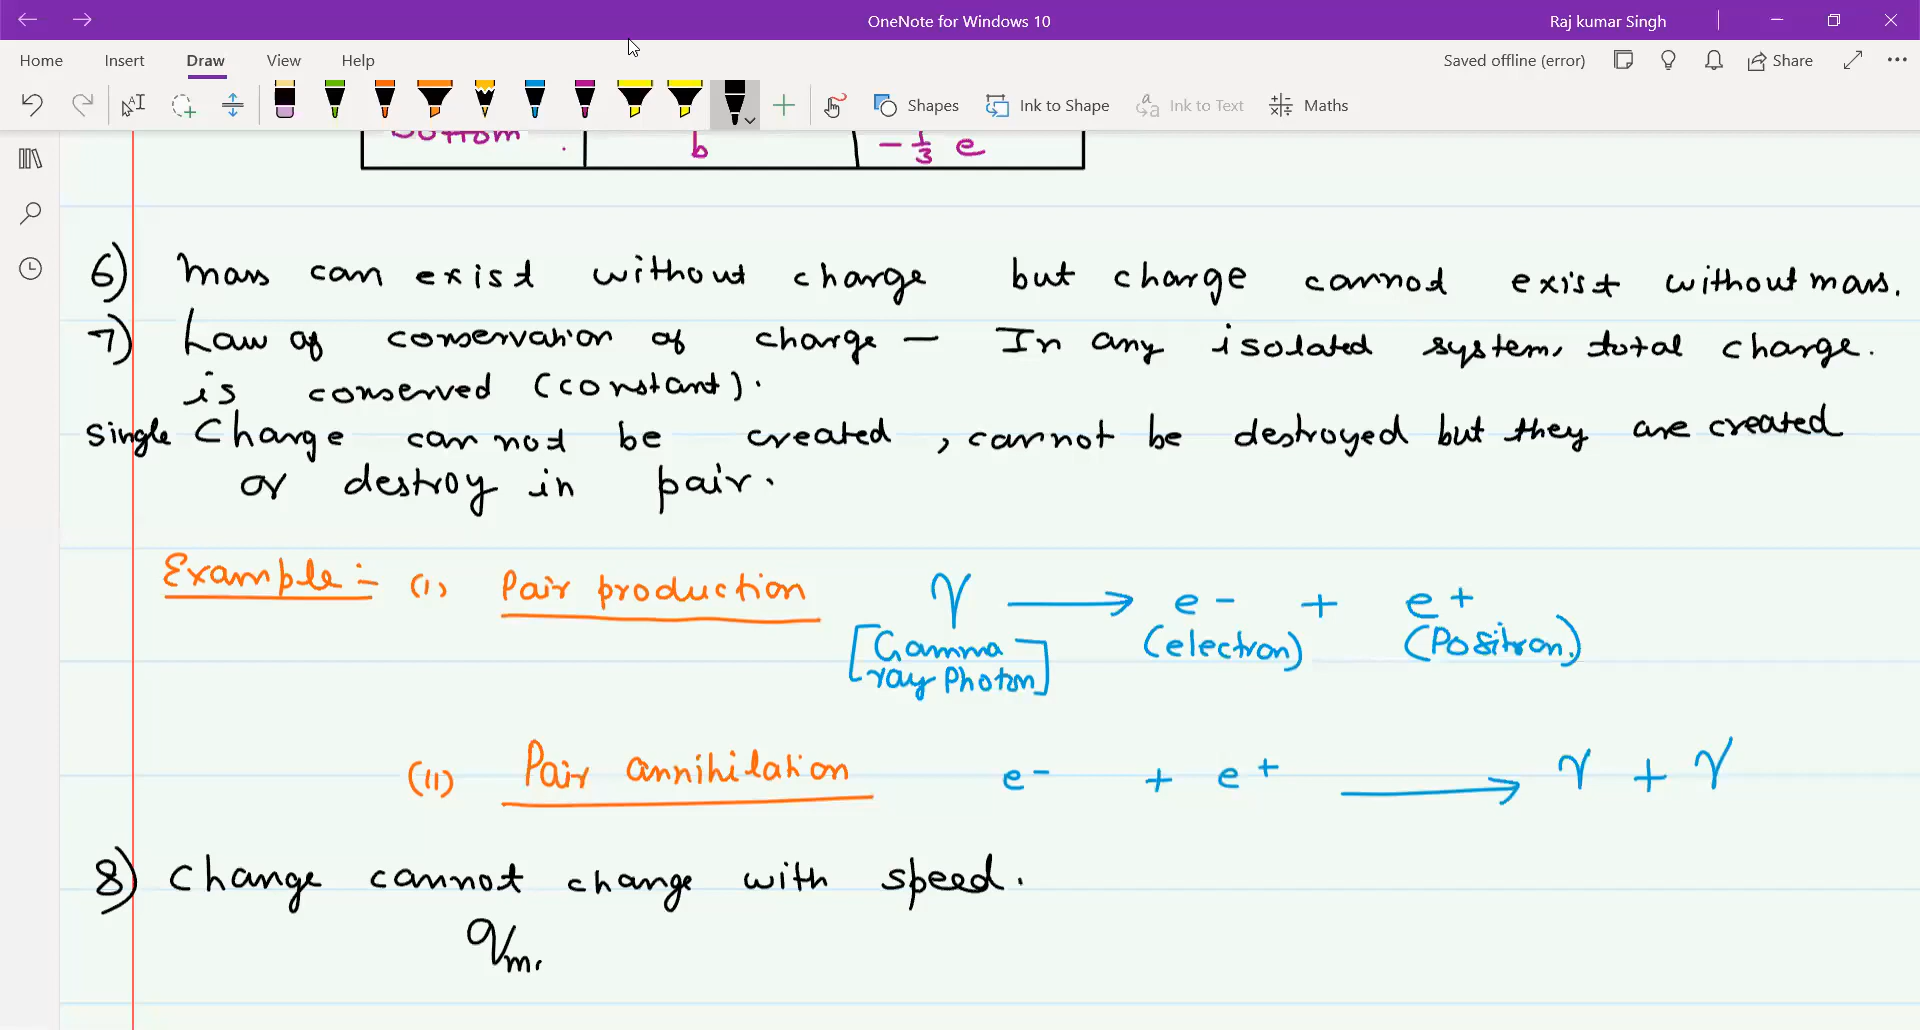 OneNote for Windows 10
Raj kumar Singh
Home Insert Draw View Help
Saved offline (error) Share
Shapes Ink to Shape Ink to Text Maths
Bottom b - 1/3 e
6) Mass can exist without charge but charge cannot exist without mass.
7) Law of conservation of charge — In any isolated system, total charge.
is conserved (constant).
single Charge can not be created, cannot be destroyed but they are created
or destroy in pair.
Example :- (i) Pair production γ → e- + e+
[Gamma ray Photon] (electron) (Positron)
(ii) Pair annihilation e- + e+ → γ + γ
8) Change cannot change with speed.
q/m.